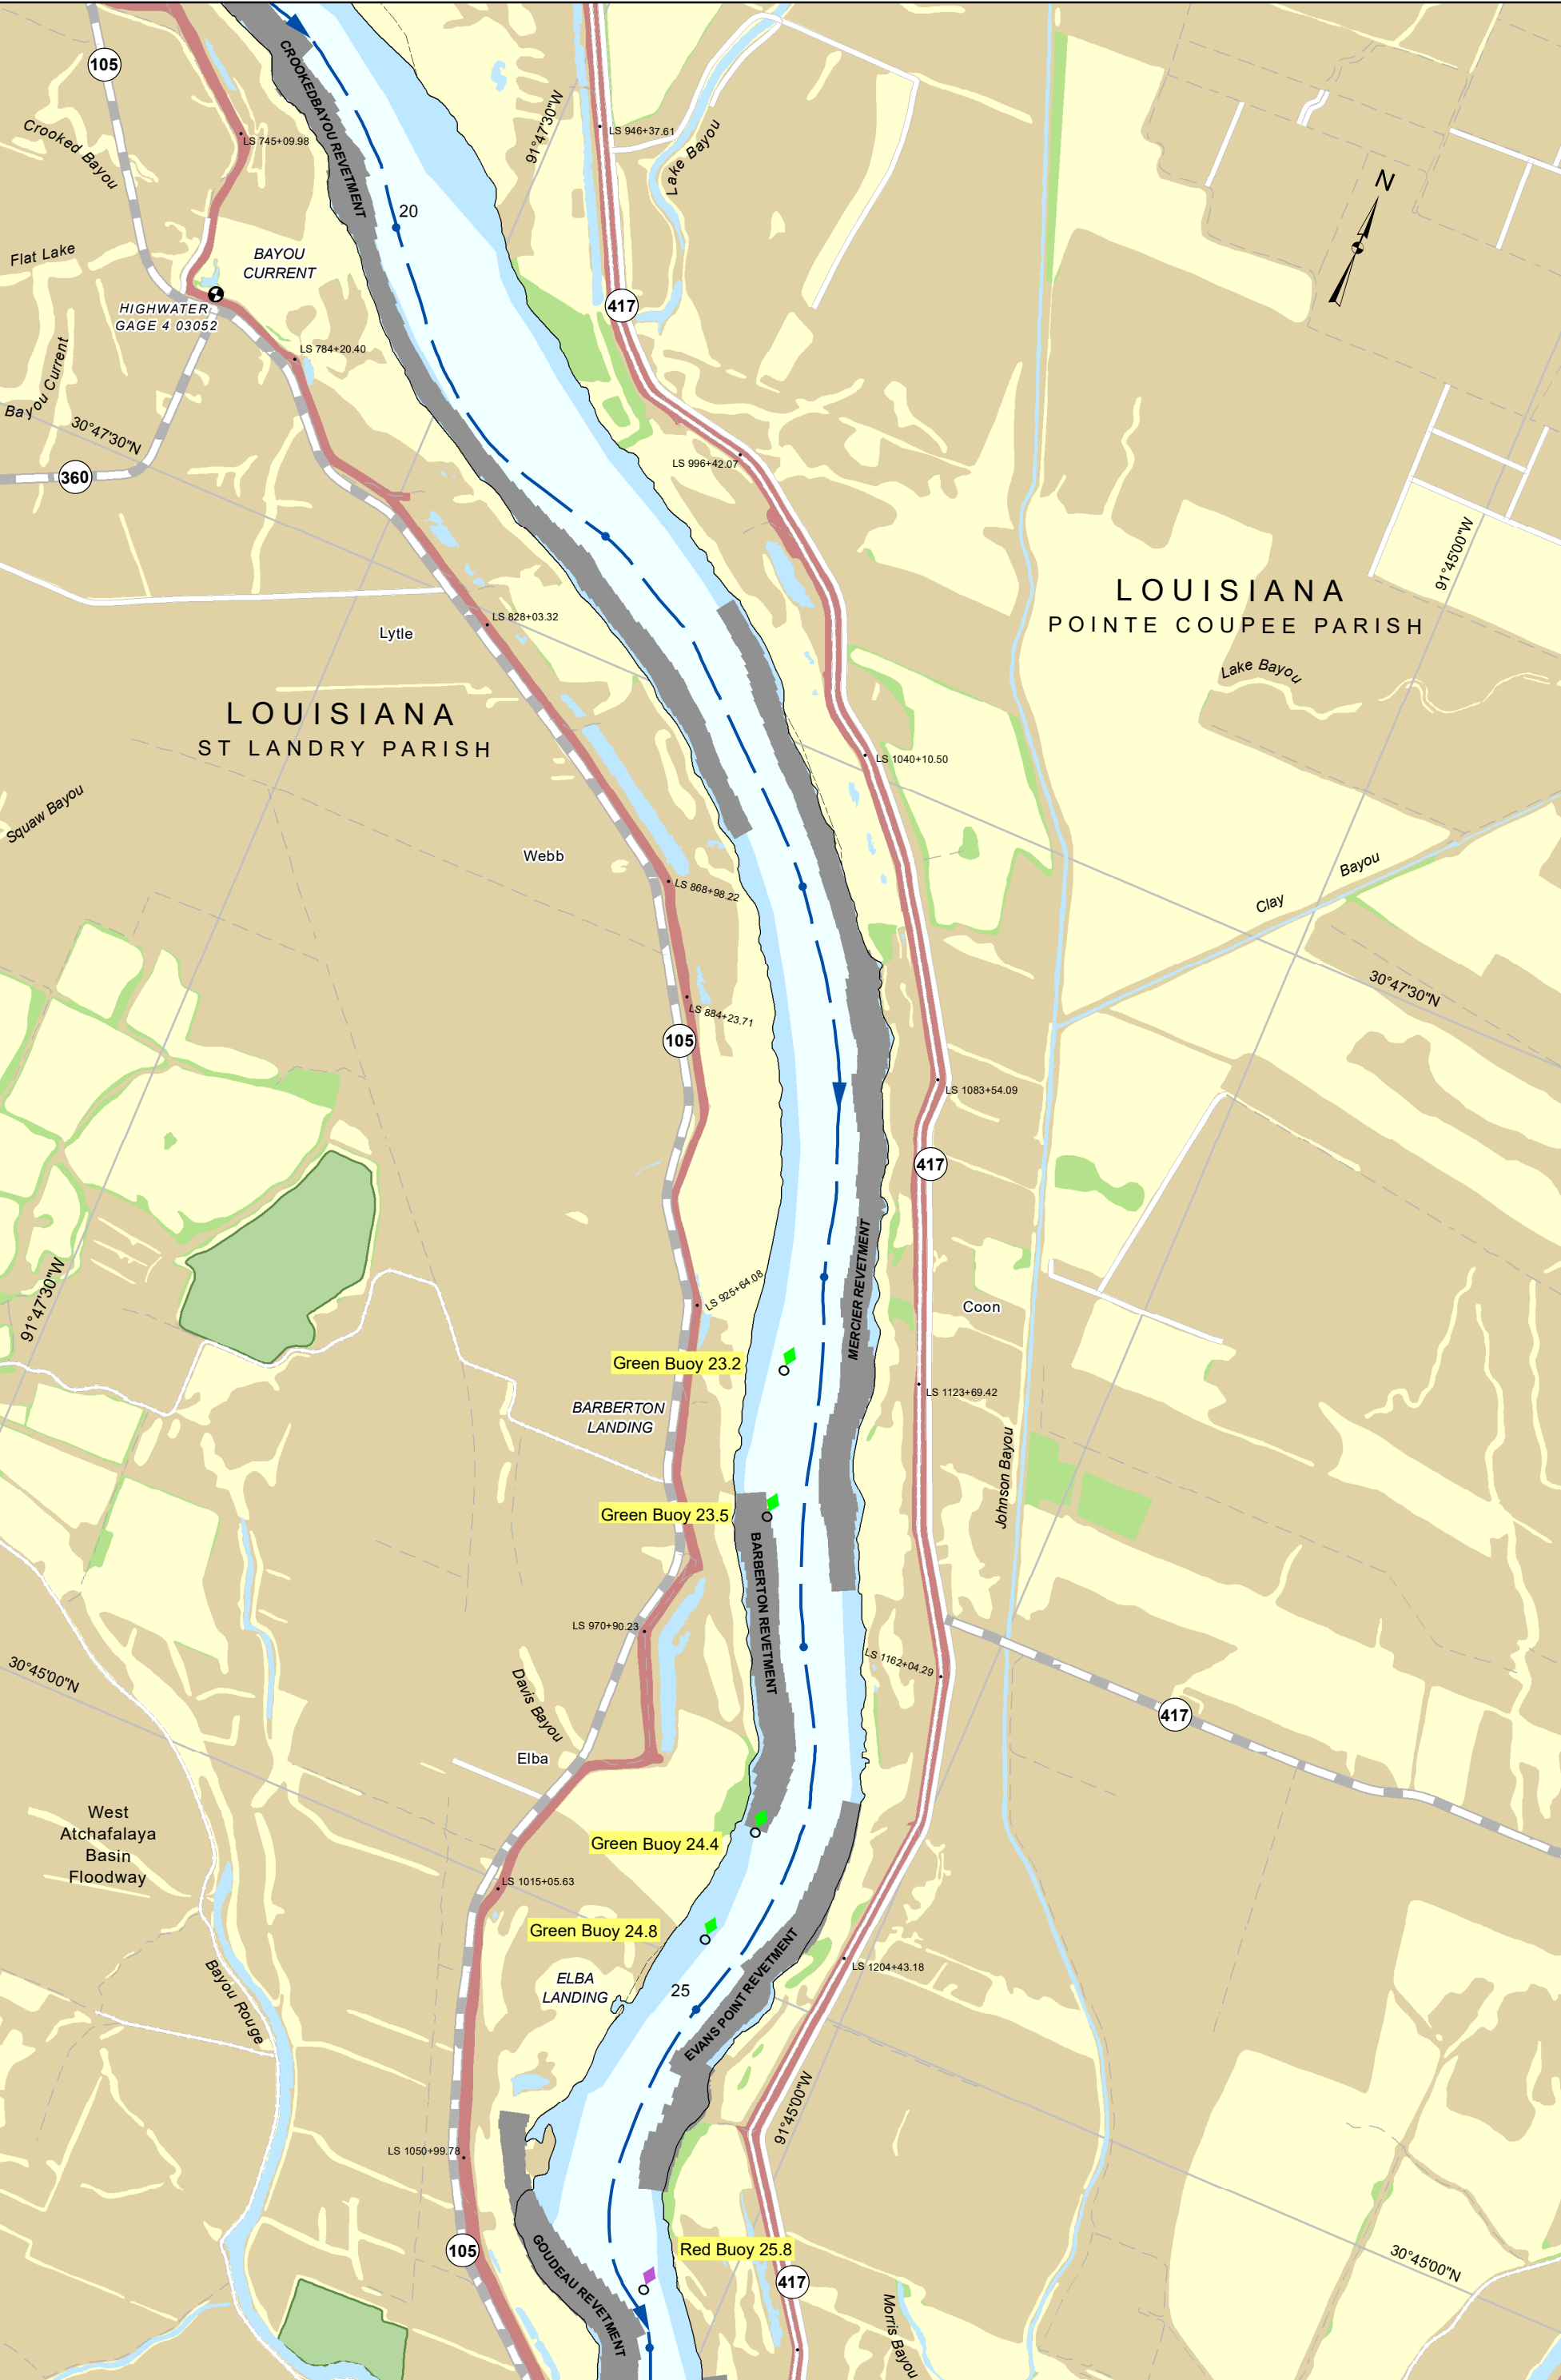 105
CROOKEDBAYOU REVETMENT
LS 745+09.98
Crooked Bayou
20
91°47'30"W
LS 946+37.61
Lake Bayou
N
Flat Lake
BAYOU
CURRENT
HIGHWATER
GAGE 4 03052
417
LS 784+20.40
Bayou Current
30°47'30"N
360
LS 996+42.07
91°45'00"W
LOUISIANA
POINTE COUPEE PARISH
LS 828+03.32
Lytle
Lake Bayou
LOUISIANA
ST LANDRY PARISH
LS 1040+10.50
Squaw Bayou
Webb
LS 868+98.22
Clay
Bayou
30°47'30"N
LS 884+23.71
105
LS 1083+54.09
417
91°47'30"W
LS 925+64.08
MERCIER REVETMENT
Coon
Green Buoy 23.2
LS 1123+69.42
BARBERTON
LANDING
Johnson Bayou
Green Buoy 23.5
BARBERTON REVETMENT
LS 970+90.23
LS 1162+04.29
30°45'00"N
Davis Bayou
417
Elba
West
Atchafalaya
Basin
Floodway
Green Buoy 24.4
LS 1015+05.63
Green Buoy 24.8
LS 1204+43.18
ELBA
LANDING
25
EVANS POINT REVETMENT
Bayou Rouge
91°45'00"W
LS 1050+99.78
105
GOUDEAU REVETMENT
Red Buoy 25.8
417
30°45'00"N
Morris Bayou